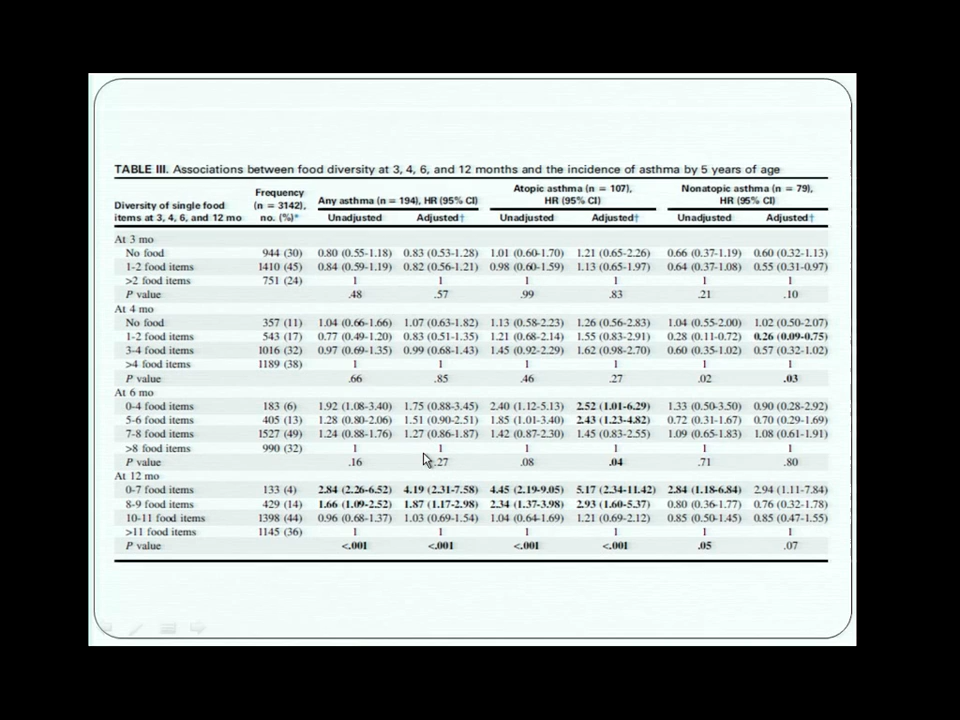 TABLE III. Associations between food diversity at 3, 4, 6, and 12 months and the incidence of asthma by 5 years of age
Diversity of single food items at 3, 4, 6, and 12 mo Frequency (n = 3142), no. (%)* Any asthma (n = 194), HR (95% CI) Atopic asthma (n = 107), HR (95% CI) Nonatopic asthma (n = 79), HR (95% CI)
Unadjusted Adjusted† Unadjusted Adjusted† Unadjusted Adjusted†
At 3 mo
No food 944 (30) 0.80 (0.55-1.18) 0.83 (0.53-1.28) 1.01 (0.60-1.70) 1.21 (0.65-2.26) 0.66 (0.37-1.19) 0.60 (0.32-1.13)
1-2 food items 1410 (45) 0.84 (0.59-1.19) 0.82 (0.56-1.21) 0.98 (0.60-1.59) 1.13 (0.65-1.97) 0.64 (0.37-1.08) 0.55 (0.31-0.97)
>2 food items 751 (24) 1 1 1 1 1 1
P value .48 .57 .99 .83 .21 .10
At 4 mo
No food 357 (11) 1.04 (0.66-1.66) 1.07 (0.63-1.82) 1.13 (0.58-2.23) 1.26 (0.56-2.83) 1.04 (0.55-2.00) 1.02 (0.50-2.07)
1-2 food items 543 (17) 0.77 (0.49-1.20) 0.83 (0.51-1.35) 1.21 (0.68-2.14) 1.55 (0.83-2.91) 0.28 (0.11-0.72) 0.26 (0.09-0.75)
3-4 food items 1016 (32) 0.97 (0.69-1.35) 0.99 (0.68-1.43) 1.45 (0.92-2.29) 1.62 (0.98-2.70) 0.60 (0.35-1.02) 0.57 (0.32-1.02)
>4 food items 1189 (38) 1 1 1 1 1 1
P value .66 .85 .46 .27 .02 .03
At 6 mo
0-4 food items 183 (6) 1.92 (1.08-3.40) 1.75 (0.88-3.45) 2.40 (1.12-5.13) 2.52 (1.01-6.29) 1.33 (0.50-3.50) 0.90 (0.28-2.92)
5-6 food items 405 (13) 1.28 (0.80-2.06) 1.51 (0.90-2.51) 1.85 (1.01-3.40) 2.43 (1.23-4.82) 0.72 (0.31-1.67) 0.70 (0.29-1.69)
7-8 food items 1527 (49) 1.24 (0.88-1.76) 1.27 (0.86-1.87) 1.42 (0.87-2.30) 1.45 (0.83-2.55) 1.09 (0.65-1.83) 1.08 (0.61-1.91)
>8 food items 990 (32) 1 1 1 1 1 1
P value .16 .27 .08 .04 .71 .80
At 12 mo
0-7 food items 133 (4) 2.84 (2.26-6.52) 4.19 (2.31-7.58) 4.45 (2.19-9.05) 5.17 (2.34-11.42) 2.84 (1.18-6.84) 2.94 (1.11-7.84)
8-9 food items 429 (14) 1.66 (1.09-2.52) 1.87 (1.17-2.98) 2.34 (1.37-3.98) 2.93 (1.60-5.37) 0.80 (0.36-1.77) 0.76 (0.32-1.78)
10-11 food items 1398 (44) 0.96 (0.68-1.37) 1.03 (0.69-1.54) 1.04 (0.64-1.69) 1.21 (0.69-2.12) 0.85 (0.50-1.45) 0.85 (0.47-1.55)
>11 food items 1145 (36) 1 1 1 1 1 1
P value <.001 <.001 <.001 <.001 .05 .07